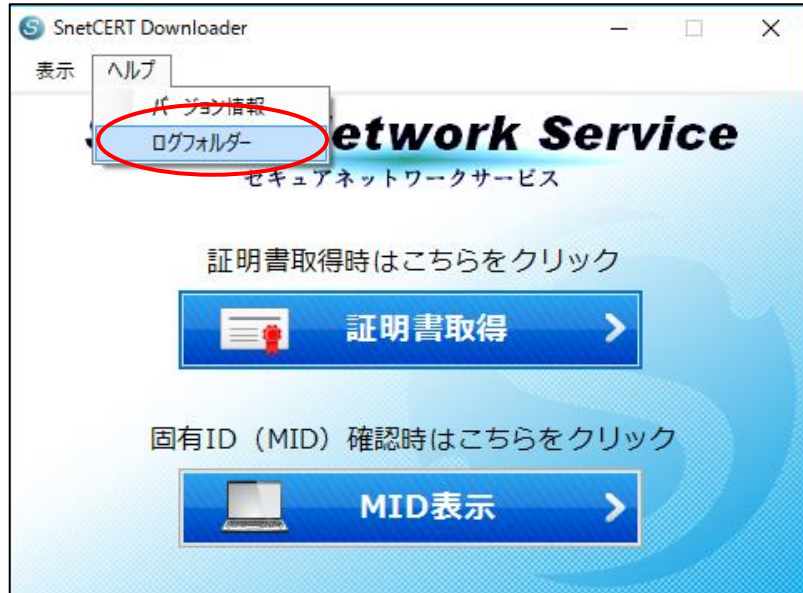 SnetCERT Downloader
表示 ヘルプ
バージョン情報
ログフォルダー
etwork Service
セキュアネットワークサービス
証明書取得時はこちらをクリック
証明書取得
固有ID（MID）確認時はこちらをクリック
MID表示